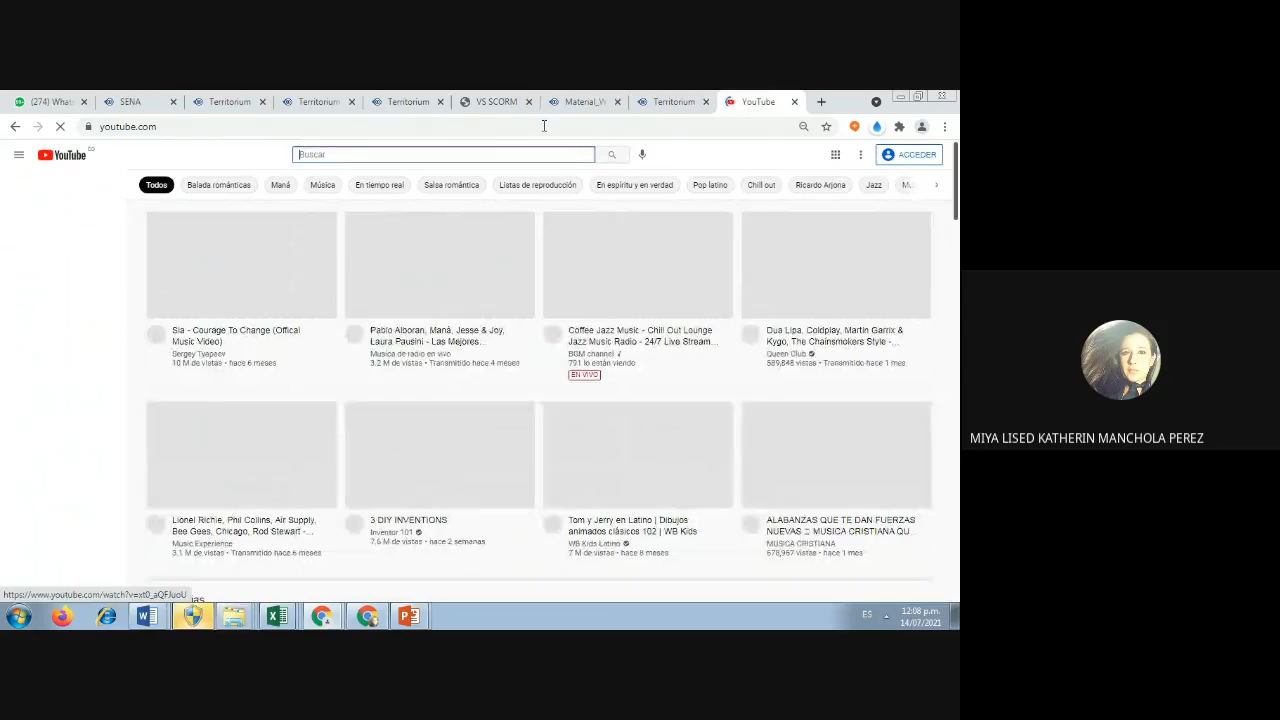 (274) What
SENA
Territorium
Territorium
Territorium
VS SCORM
Material_W
Territorium
YouTube
youtube.com
YouTube CO
Buscar
ACCEDER
Todos
Balada románticas
Maná
Música
En tiempo real
Salsa romántica
Listas de reproducción
En espíritu y en verdad
Pop latino
Chill out
Ricardo Arjona
Jazz
Sia - Courage To Change (Offical
Music Video)
Sergey Tyapaev
10 M de vistas • hace 6 meses
Pablo Alboran, Maná, Jesse & Joy,
Laura Pausini - Las Mejores...
Musica de radio en vivo
3.2 M de vistas • Transmitido hace 4 meses
Coffee Jazz Music - Chill Out Lounge
Jazz Music Radio - 24/7 Live Stream...
BGM channel
791 lo están viendo
EN VIVO
Dua Lipa, Coldplay, Martin Garrix &
Kygo, The Chainsmokers Style -...
Queen Club
589,848 vistas • Transmitido hace 1 mes
Lionel Richie, Phil Collins, Air Supply,
Bee Gees, Chicago, Rod Stewart -...
Music Experience
3.1 M de vistas • Transmitido hace 6 meses
3 DIY INVENTIONS
Inventor 101
7.6 M de vistas • hace 2 semanas
Tom y Jerry en Latino | Dibujos
animados clásicos 102 | WB Kids
WB Kids Latino
7 M de vistas • hace 8 meses
ALABANZAS QUE TE DAN FUERZAS
NUEVAS :: MUSICA CRISTIANA QU...
MÚSICA CRISTIANA
678,967 vistas • hace 1 mes
https://www.youtube.com/watch?v=xt0_aQFJuoU
ES
12:08 p.m.
14/07/2021
MIYA LISED KATHERIN MANCHOLA PEREZ